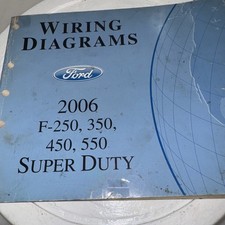 WIRING
DIAGRAMS
Ford
2006
F-250, 350,
450, 550
SUPER DUTY